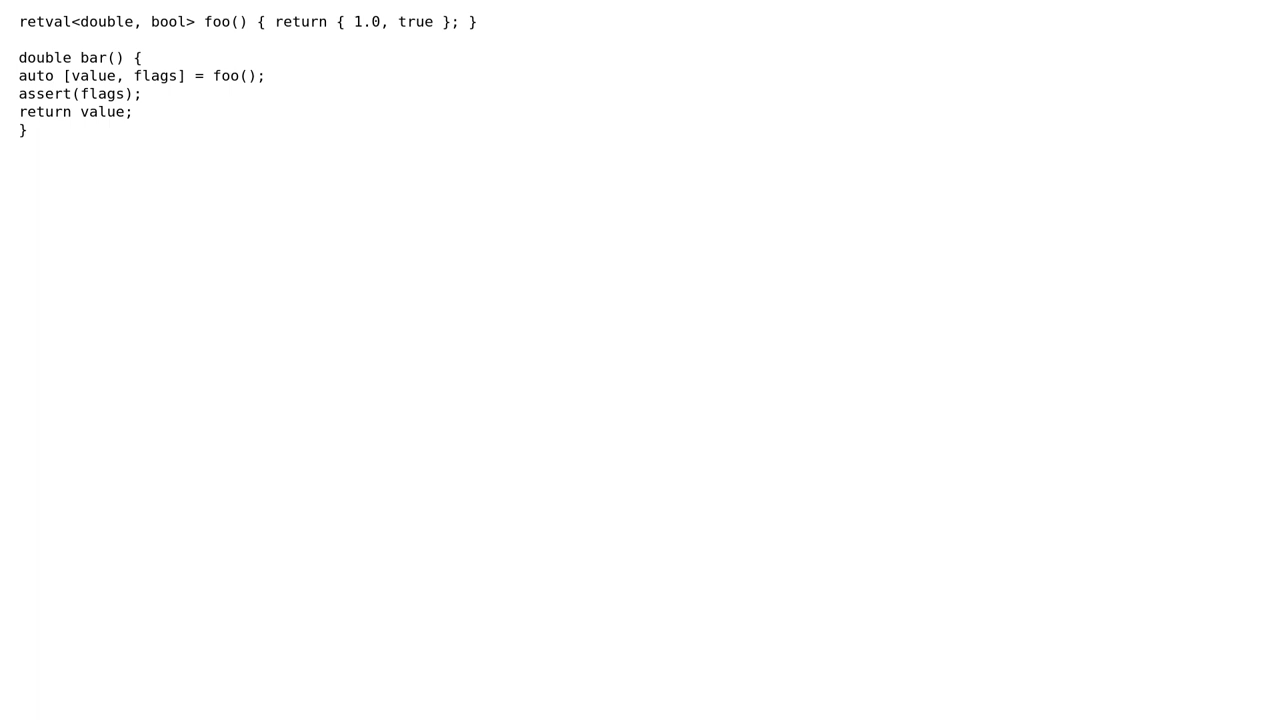 retval<double, bool> foo() { return { 1.0, true }; }
double bar() {
auto [value, flags] = foo();
assert(flags);
return value;
}